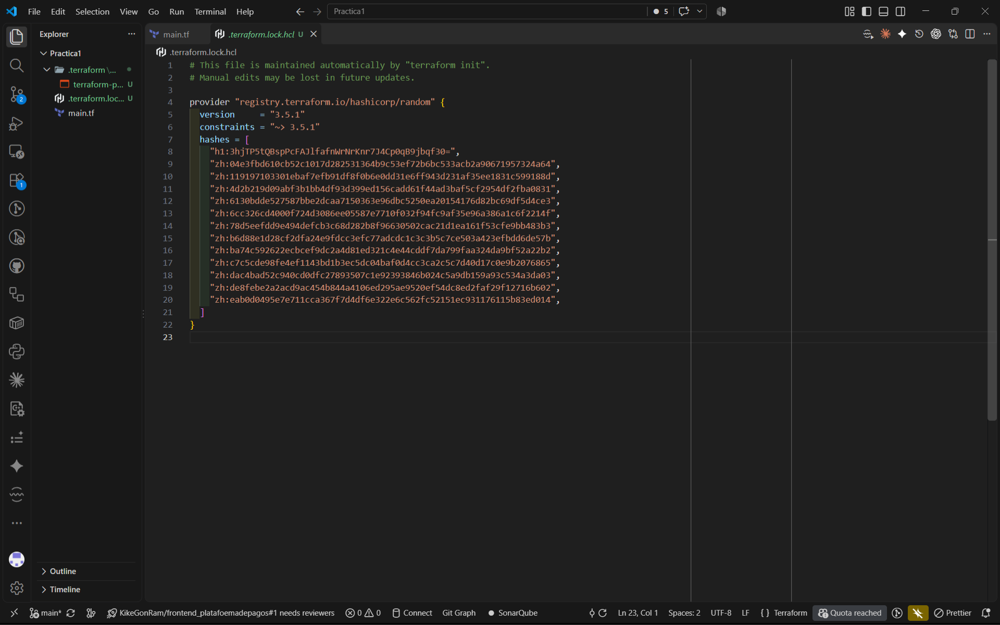 File Edit Selection View Go Run Terminal Help
Practica1
5
Explorer
Practica1
.terraform \...
terraform-p... U
.terraform.loc... U
main.tf
2
1
Outline
Timeline
main.tf
.terraform.lock.hcl U
.terraform.lock.hcl
1 # This file is maintained automatically by "terraform init".
2 # Manual edits may be lost in future updates.
3
4 provider "registry.terraform.io/hashicorp/random" {
5 version = "3.5.1"
6 constraints = "~> 3.5.1"
7 hashes = [
8 "h1:3hjTP5tQBspPcFAJlfafnWrNrKnr7J4Cp0qB9jbqf30=",
9 "zh:04e3fbd610cb52c1017d282531364b9c53ef72b6bc533acb2a90671957324a64",
10 "zh:119197103301ebaf7efb91df8f0b6e0dd31e6ff943d231af35ee1831c599188d",
11 "zh:4d2b219d09abf3b1bb4df93d399ed156cadd61f44ad3baf5cf2954df2fba0831",
12 "zh:6130bdde527587bbe2dcaa7150363e96dbc5250ea20154176d82bc69df5d4ce3",
13 "zh:6cc326cd4000f724d3086ee05587e7710f032f94fc9af35e96a386a1c6f2214f",
14 "zh:78d5eefdd9e494defcb3c68d282b8f96630502cac21d1ea161f53cfe9bb483b3",
15 "zh:b6d88e1d28cf2dfa24e9fdcc3efc77adcdc1c3c3b5c7ce503a423efbdd6de57b",
16 "zh:ba74c592622ecbcef9dc2a4d81ed321c4e44cddf7da799faa324da9bf52a22b2",
17 "zh:c7c5cde98fe4ef1143bd1b3ec5dc04baf0d4cc3ca2c5c7d40d17c0e9b2076865",
18 "zh:dac4bad52c940cd0dfc27893507c1e92393846b024c5a9db159a93c534a3da03",
19 "zh:de8febe2a2acd9ac454b844a4106ed295ae9520ef54dc8ed2faf29f12716b602",
20 "zh:eab0d0495e7e711cca367f7d4df6e322e6c562fc52151ec931176115b83ed014",
21 ]
22 }
23
main* KikeGonRam/frontend_platafoemadepagos#1 needs reviewers 0 0 Connect Git Graph SonarQube Ln 23, Col 1 Spaces: 2 UTF-8 LF { } Terraform Quota reached Prettier